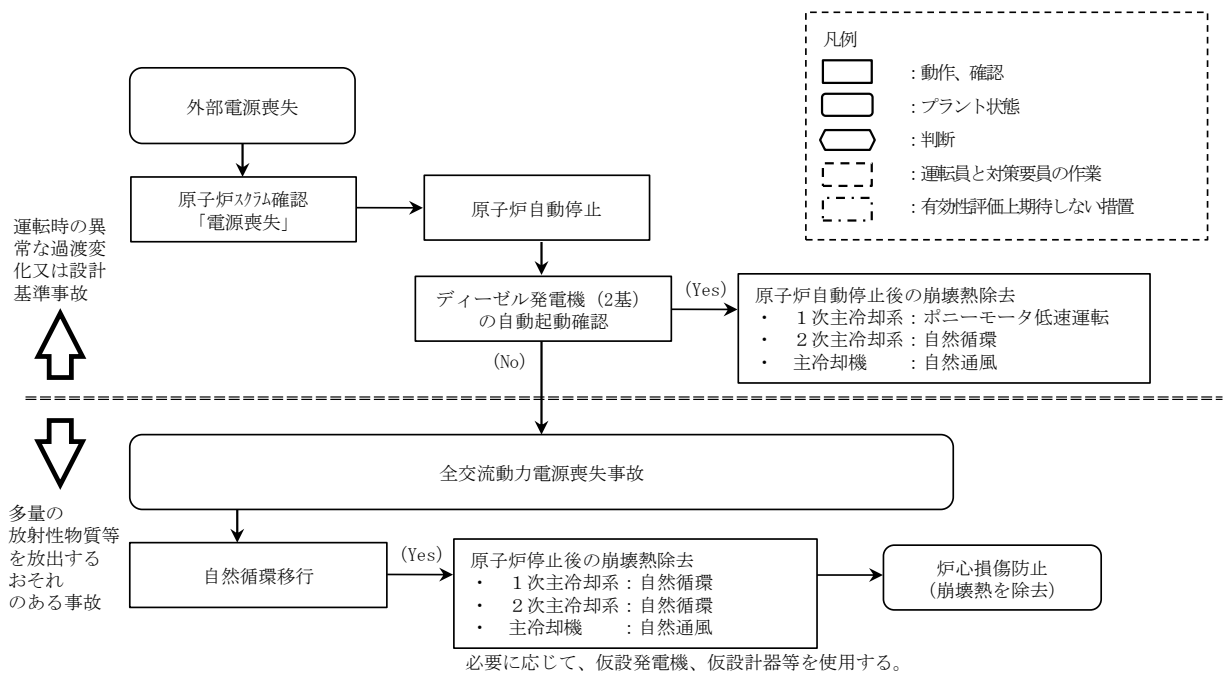 凡例
：動作、確認
：プラント状態
：判断
：運転員と対策要員の作業
：有効性評価上期待しない措置
外部電源喪失
原子炉ｽｸﾗﾑ確認
「電源喪失」
原子炉自動停止
運転時の異
常な過渡変
化又は設計
基準事故
ディーゼル発電機（2基）
の自動起動確認
(Yes)
原子炉自動停止後の崩壊熱除去
・ １次主冷却系：ポニーモータ低速運転
・ ２次主冷却系：自然循環
・ 主冷却機　　：自然通風
(No)
全交流動力電源喪失事故
多量の
放射性物質等
を放出する
おそれ
のある事故
自然循環移行
(Yes)
原子炉停止後の崩壊熱除去
・ １次主冷却系：自然循環
・ ２次主冷却系：自然循環
・ 主冷却機　　：自然通風
炉心損傷防止
(崩壊熱を除去)
必要に応じて、仮設発電機、仮設計器等を使用する。